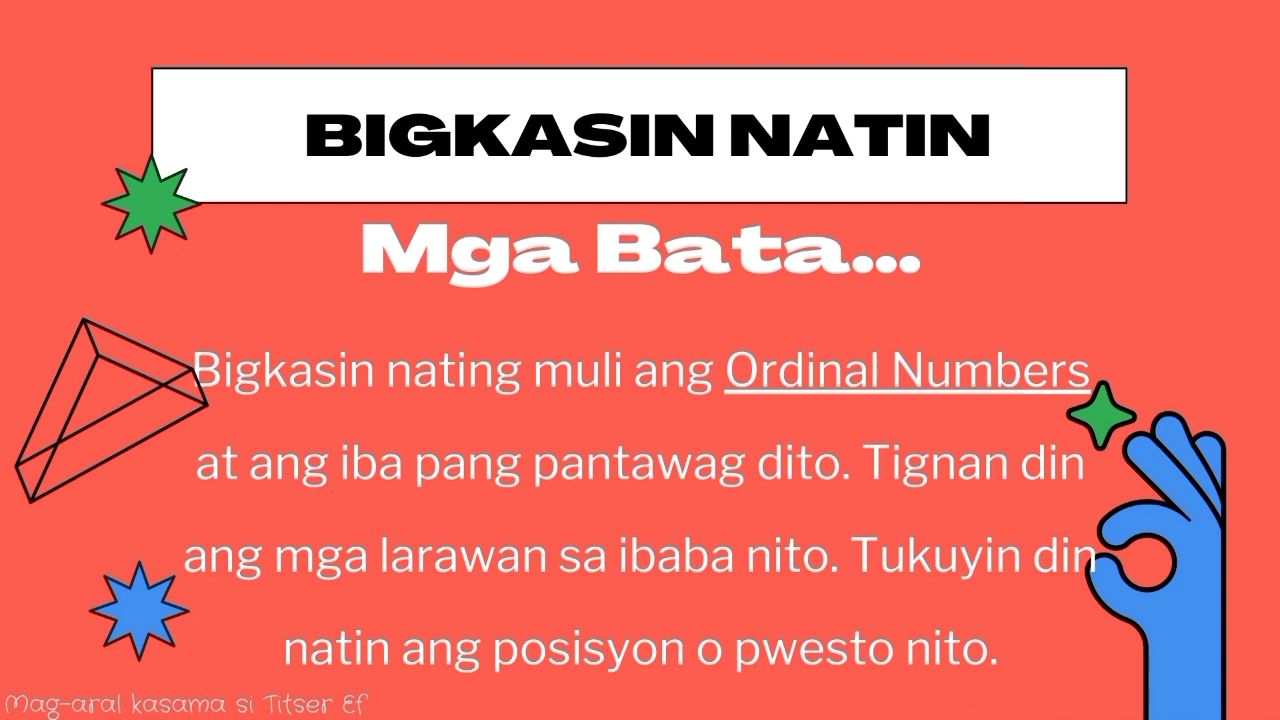 BIGKASIN NATIN
Mga Bata...
Bigkasin nating muli ang Ordinal Numbers
at ang iba pang pantawag dito. Tignan din
ang mga larawan sa ibaba nito. Tukuyin din
natin ang posisyon o pwesto nito.
Mag-aral kasama si Titser Ef